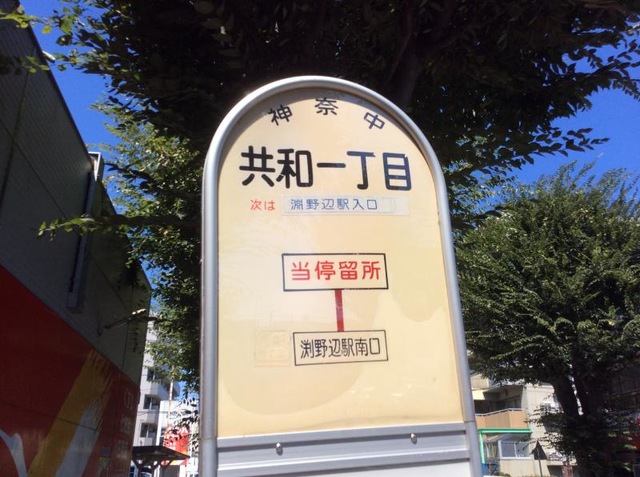 神奈中
共和一丁目
次は 淵野辺駅入口
当停留所
渕野辺駅南口